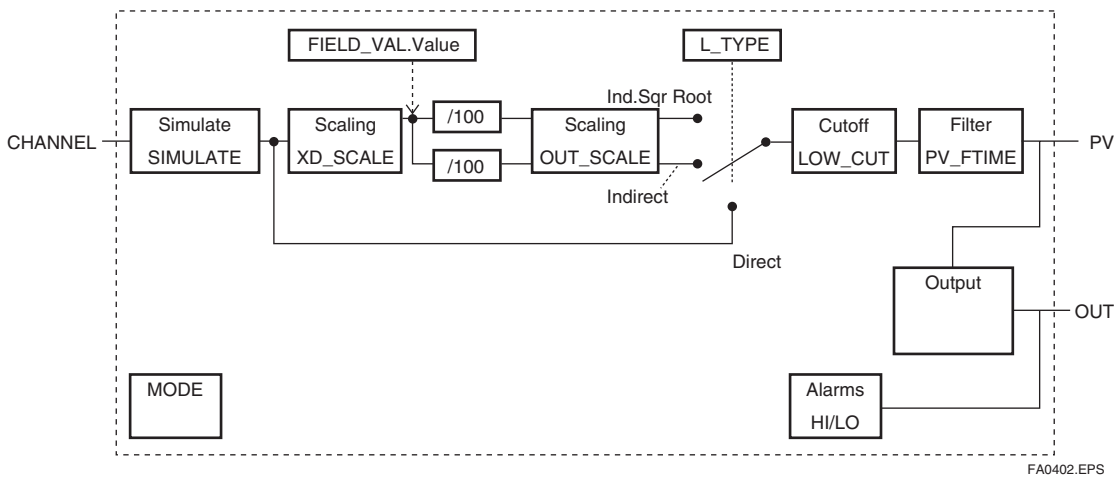 FIELD_VAL.Value
L_TYPE
CHANNEL
Simulate
SIMULATE
Scaling
XD_SCALE
/100
/100
Scaling
OUT_SCALE
Ind.Sqr Root
Indirect
Direct
Cutoff
LOW_CUT
Filter
PV_FTIME
PV
Output
OUT
MODE
Alarms
HI/LO
FA0402.EPS